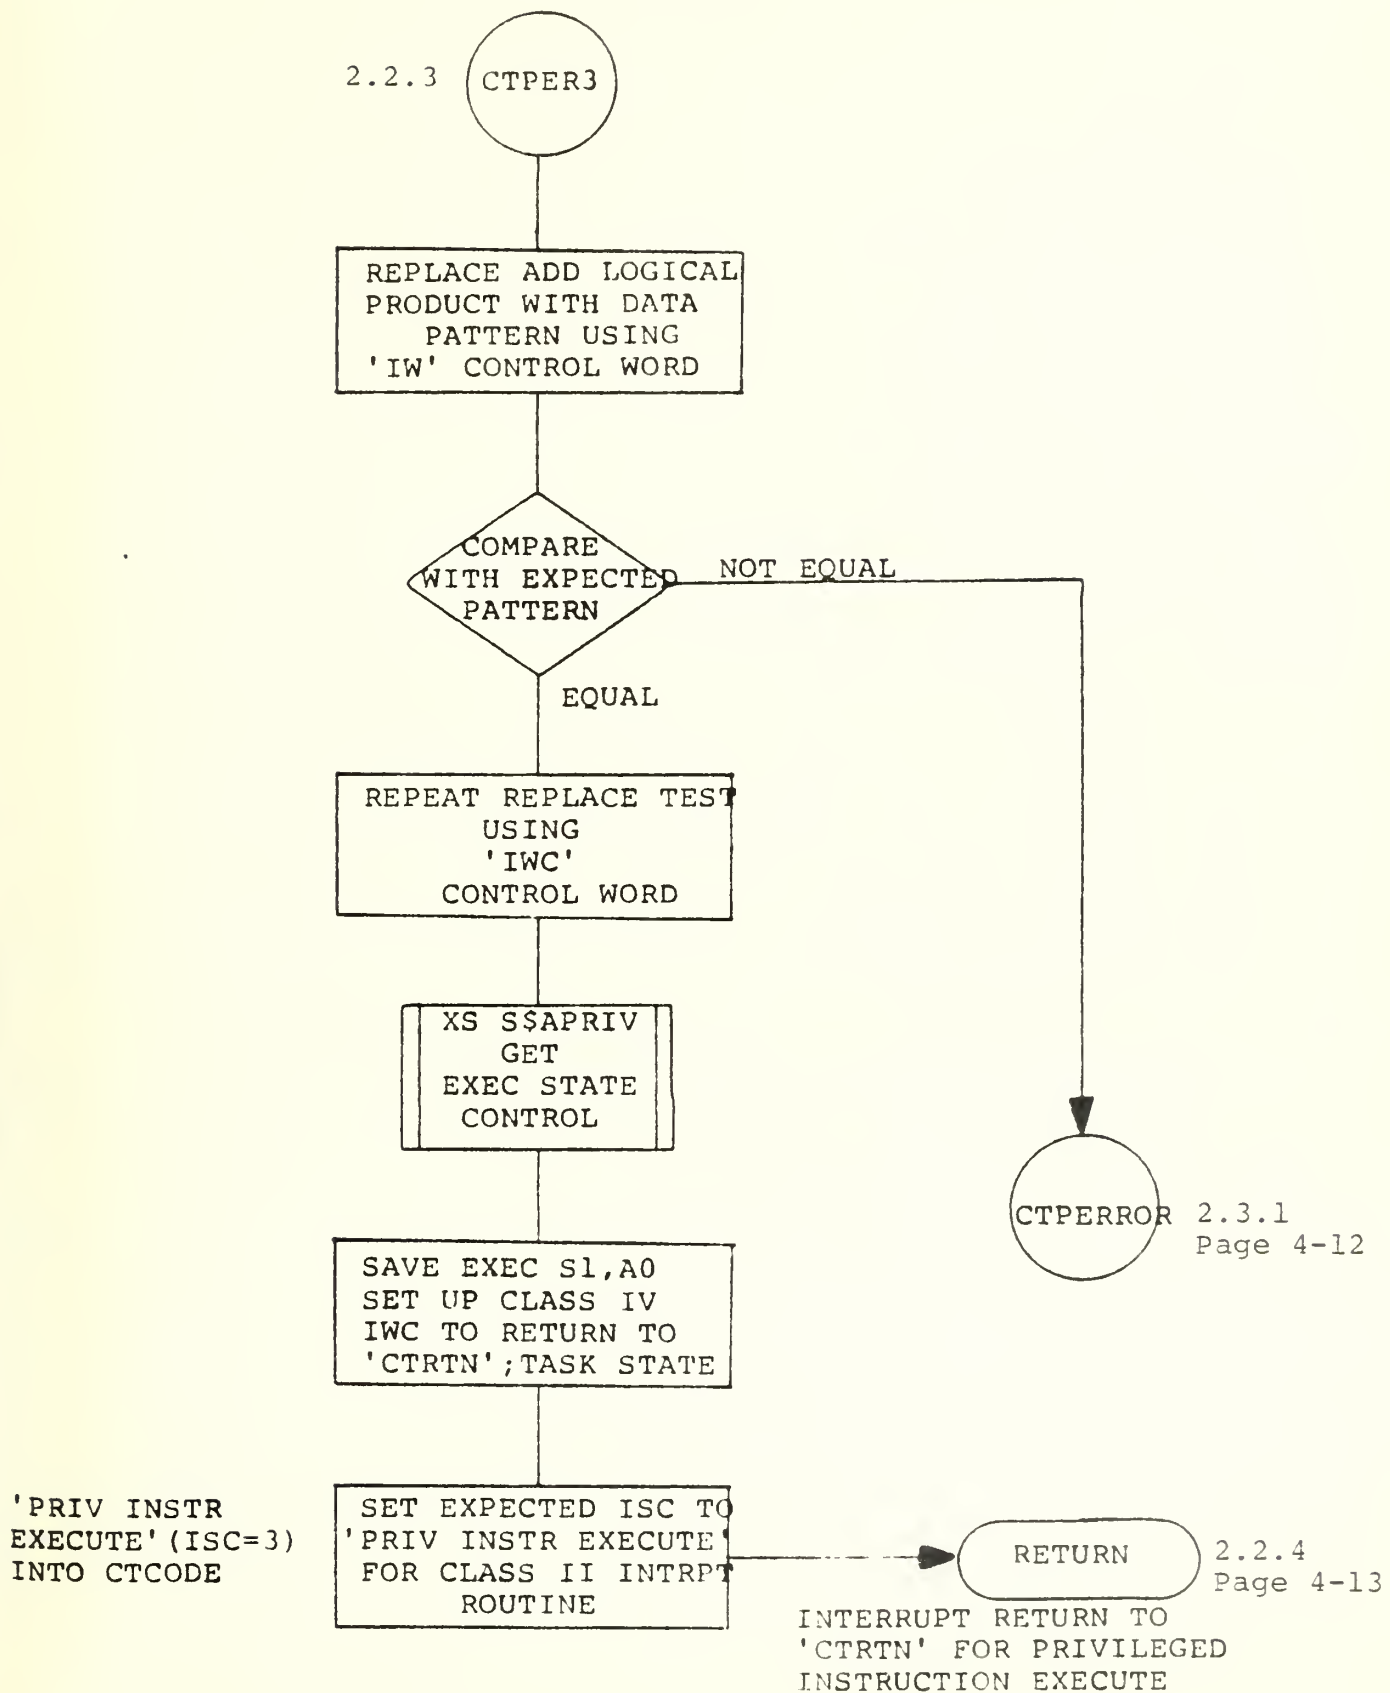 2.2.3
CTPER3
REPLACE ADD LOGICAL
PRODUCT WITH DATA
PATTERN USING
'IW' CONTROL WORD
COMPARE
WITH EXPECTED
PATTERN
NOT EQUAL
EQUAL
REPEAT REPLACE TEST
USING
'IWC'
CONTROL WORD
XS S$APRIV
GET
EXEC STATE
CONTROL
CTPERROR
2.3.1
Page 4-12
SAVE EXEC S1,A0
SET UP CLASS IV
IWC TO RETURN TO
'CTRTN';TASK STATE
'PRIV INSTR
EXECUTE'(ISC=3)
INTO CTCODE
SET EXPECTED ISC TO
'PRIV INSTR EXECUTE'
FOR CLASS II INTRPT
ROUTINE
RETURN
2.2.4
Page 4-13
INTERRUPT RETURN TO
'CTRTN' FOR PRIVILEGED
INSTRUCTION EXECUTE